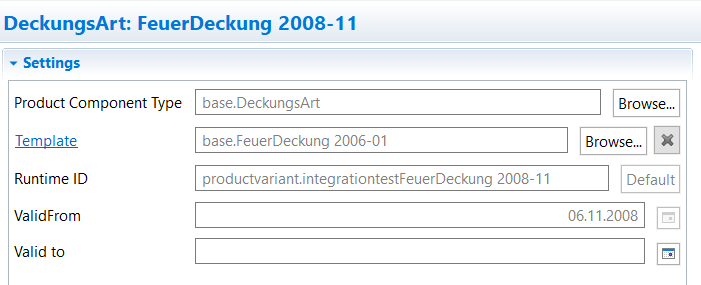 DeckungsArt: FeuerDeckung 2008-11
Settings
Product Component Type base.DeckungsArt Browse...
Template base.FeuerDeckung 2006-01 Browse...
Runtime ID productvariant.integrationtestFeuerDeckung 2008-11 Default
ValidFrom 06.11.2008
Valid to